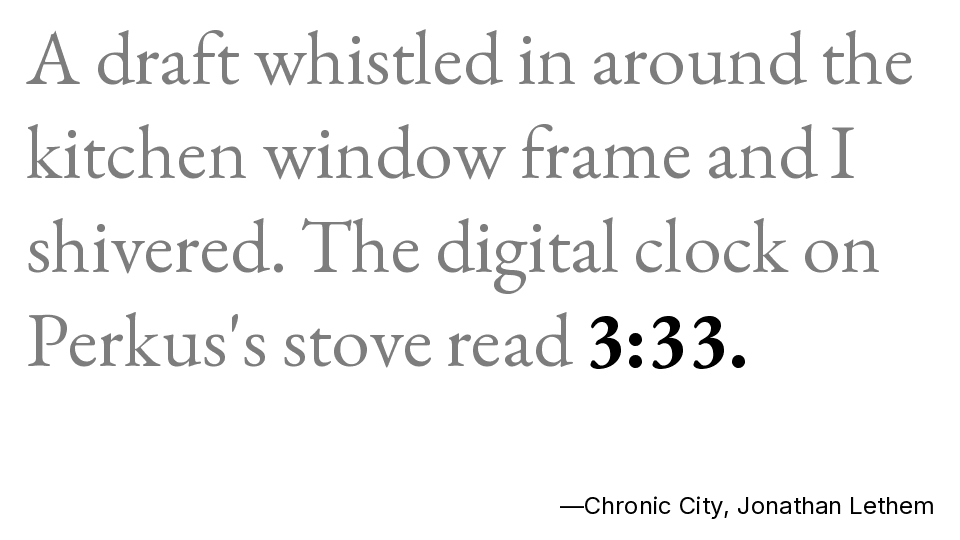 A draft whistled in around the
kitchen window frame and I
shivered. The digital clock on
Perkus's stove read 3:33.
—Chronic City, Jonathan Lethem